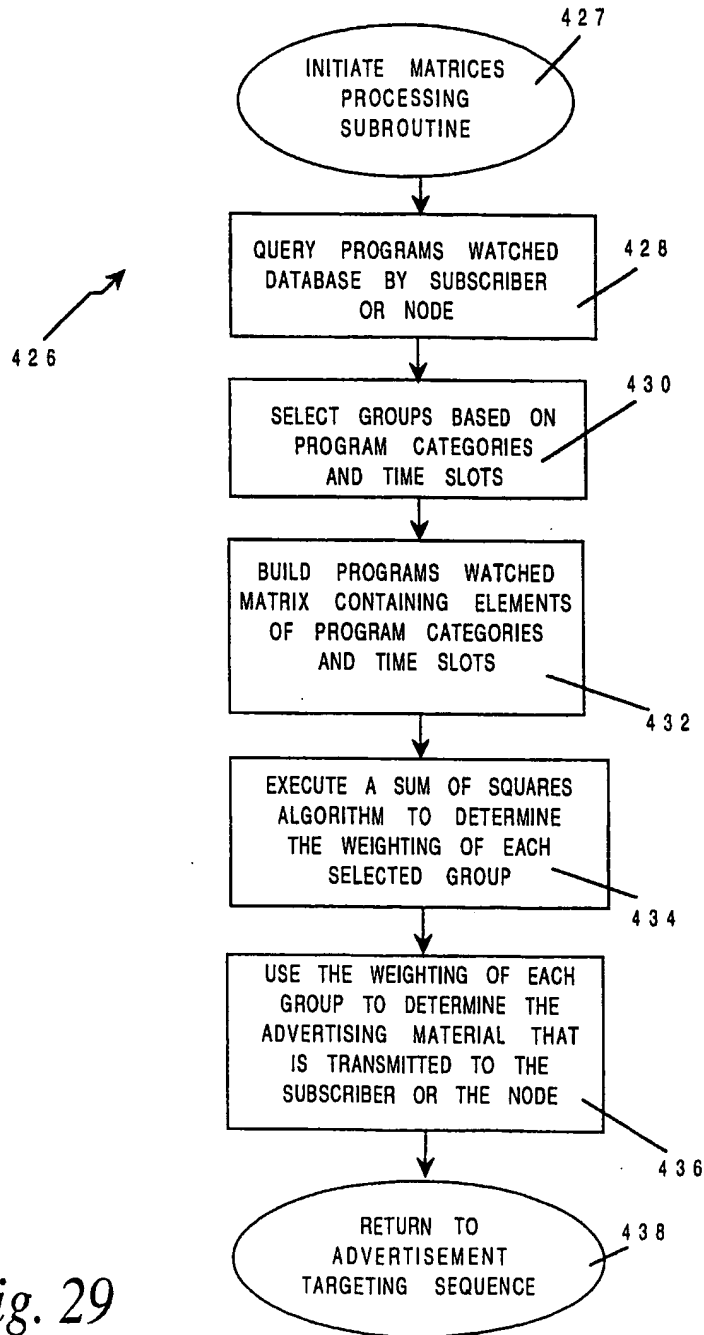 427
INITIATE MATRICES
PROCESSING
SUBROUTINE
QUERY PROGRAMS WATCHED
DATABASE BY SUBSCRIBER
OR NODE
428
426
SELECT GROUPS BASED ON
PROGRAM CATEGORIES
AND TIME SLOTS
430
BUILD PROGRAMS WATCHED
MATRIX CONTAINING ELEMENTS
OF PROGRAM CATEGORIES
AND TIME SLOTS
432
EXECUTE A SUM OF SQUARES
ALGORITHM TO DETERMINE
THE WEIGHTING OF EACH
SELECTED GROUP
434
USE THE WEIGHTING OF EACH
GROUP TO DETERMINE THE
ADVERTISING MATERIAL THAT
IS TRANSMITTED TO THE
SUBSCRIBER OR THE NODE
436
RETURN TO
ADVERTISEMENT
TARGETING SEQUENCE
438
ig. 29